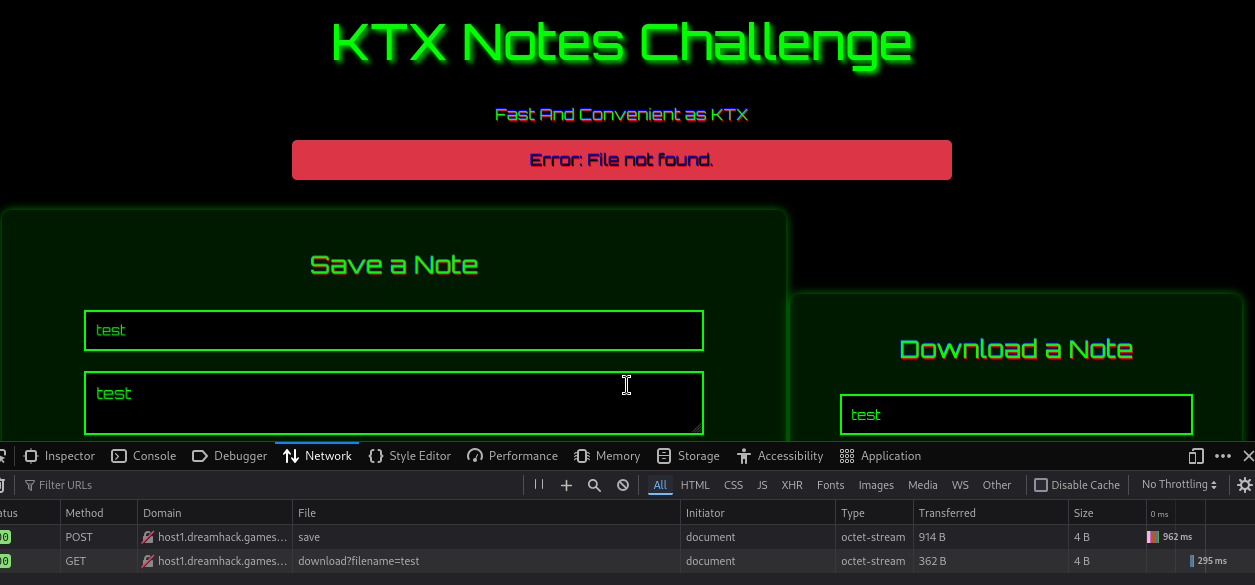 KTX Notes Challenge
Fast And Convenient as KTX
Error: File not found.
Save a Note
test
test
Download a Note
test
Inspector Console Debugger Network Style Editor Performance Memory Storage Accessibility Application
Filter URLs All HTML CSS JS XHR Fonts Images Media WS Other Disable Cache No Throttling
atus Method Domain File Initiator Type Transferred Size 0 ms
00 POST host1.dreamhack.games... save document octet-stream 914 B 4 B 962 ms
00 GET host1.dreamhack.games... download?filename=test document octet-stream 362 B 4 B 295 ms